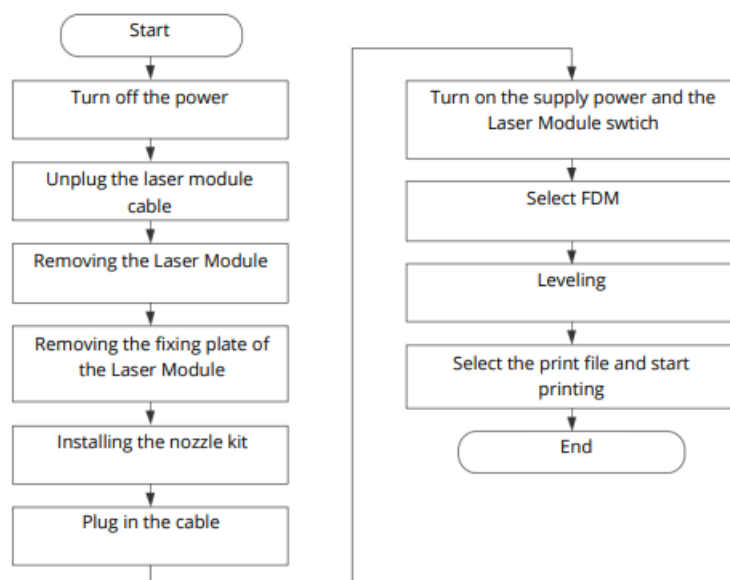 Start
Turn off the power
Unplug the laser module
cable
Removing the Laser Module
Removing the fixing plate of
the Laser Module
Installing the nozzle kit
Plug in the cable
Turn on the supply power and the
Laser Module swtich
Select FDM
Leveling
Select the print file and start
printing
End